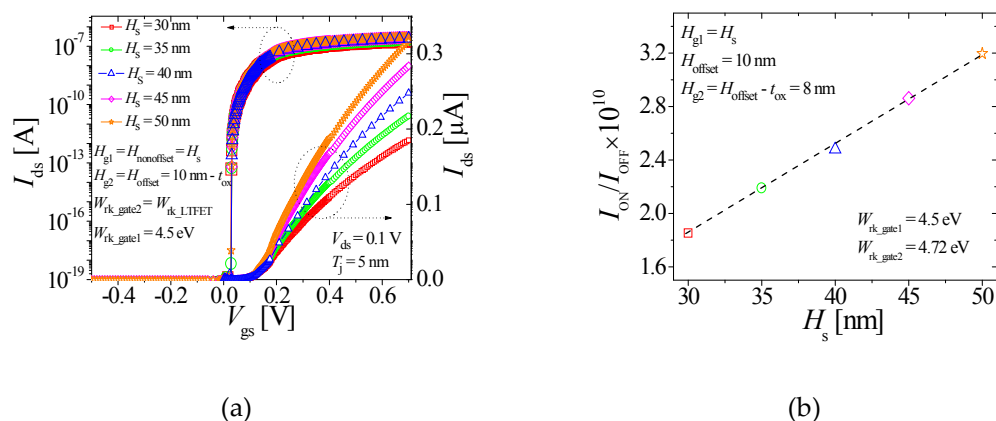 10⁻⁷
10⁻¹⁰
10⁻¹³
10⁻¹⁶
10⁻¹⁹
I_ds [A]
H_s = 30 nm
H_s = 35 nm
H_S = 40 nm
H_s = 45 nm
H_s = 50 nm
H_g1 = H_nonoffset = H_s
H_g2 = H_offset = 10 nm - t_ox
W_rk_gate2 = W_rk_LTFET
W_rk_gate1 = 4.5 eV
V_ds = 0.1 V
T_j = 5 nm
0.3
0.2
0.1
0.0
I_ds [µA]
-0.4 -0.2 0.0 0.2 0.4 0.6
V_gs [V]
(a)
3.2
2.8
2.4
2.0
1.6
I_ON/I_OFF×10¹⁰
H_g1 = H_s
H_offset = 10 nm
H_g2 = H_offset - t_ox = 8 nm
W_rk_gate1 = 4.5 eV
W_rk_gate2 = 4.72 eV
30 35 40 45 50
H_s [nm]
(b)